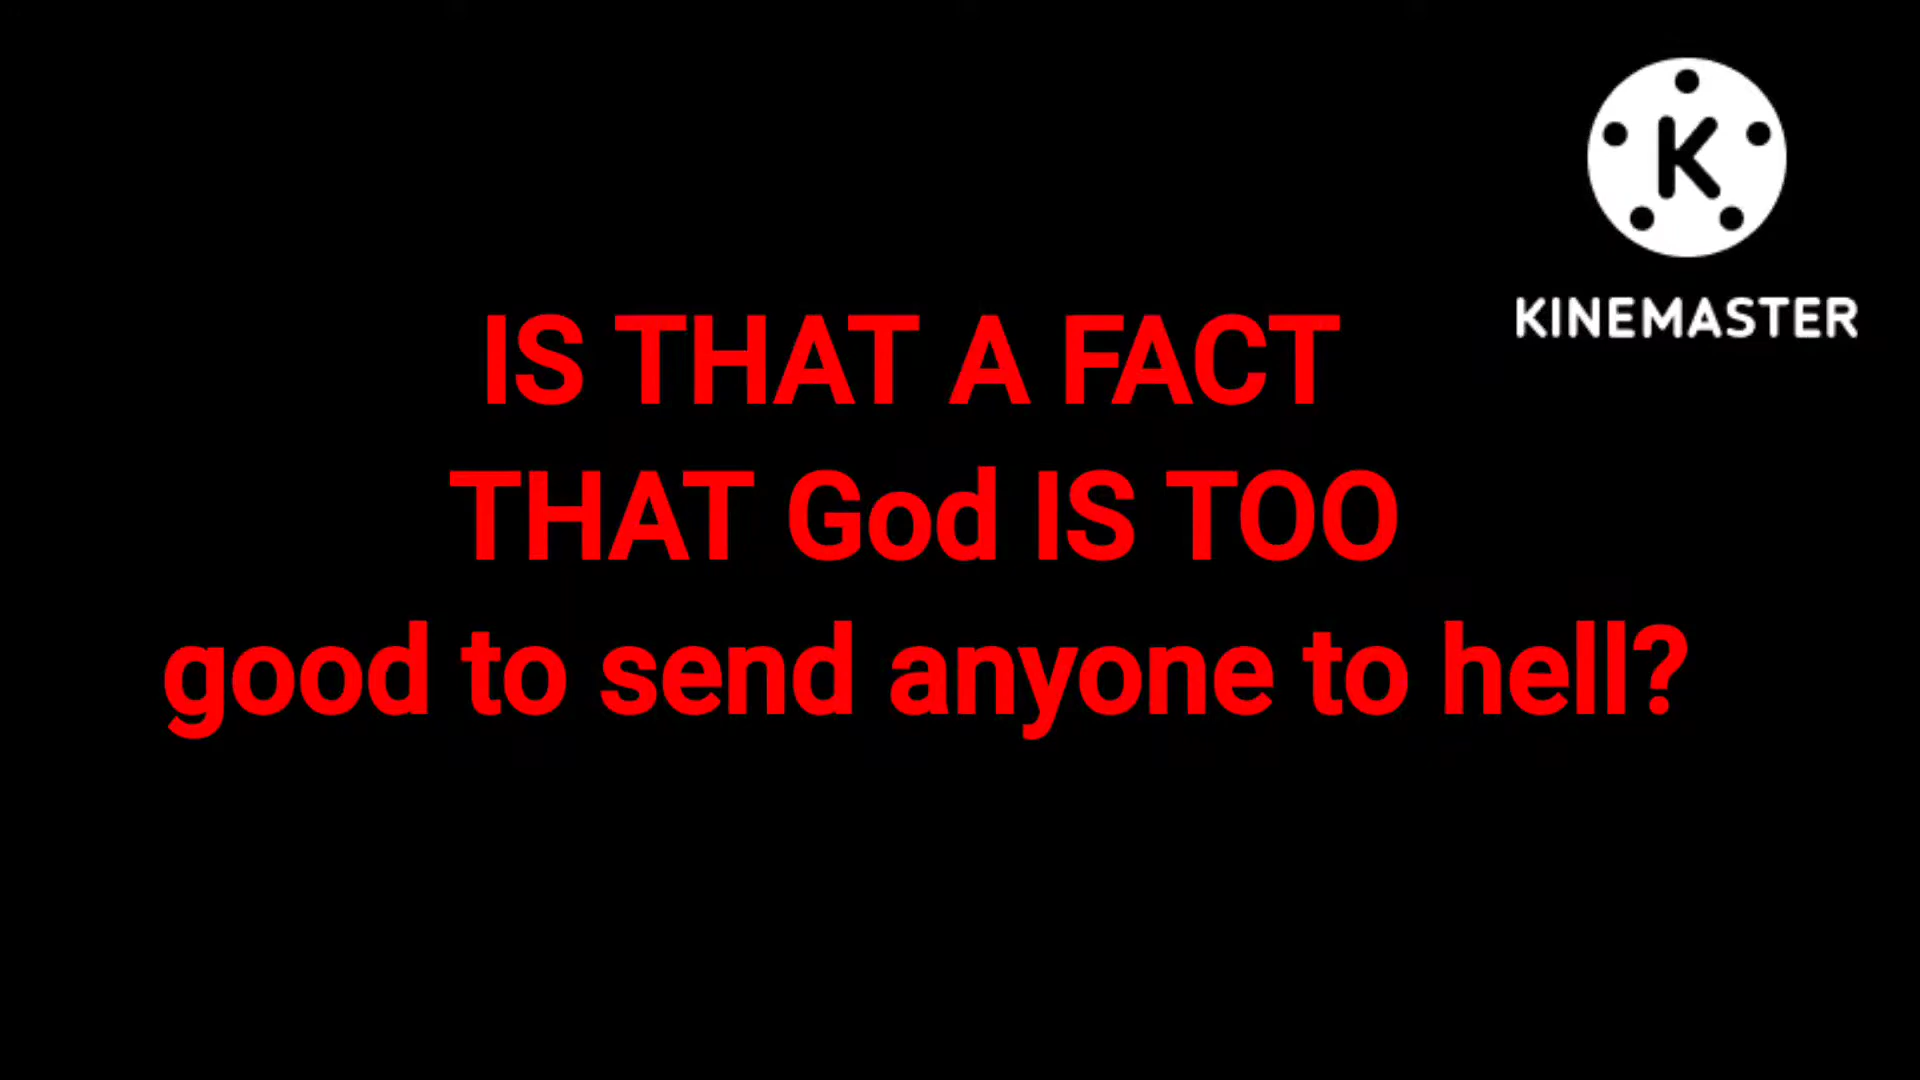 K
KINEMASTER
IS THAT A FACT
THAT God IS TOO
good to send anyone to hell?